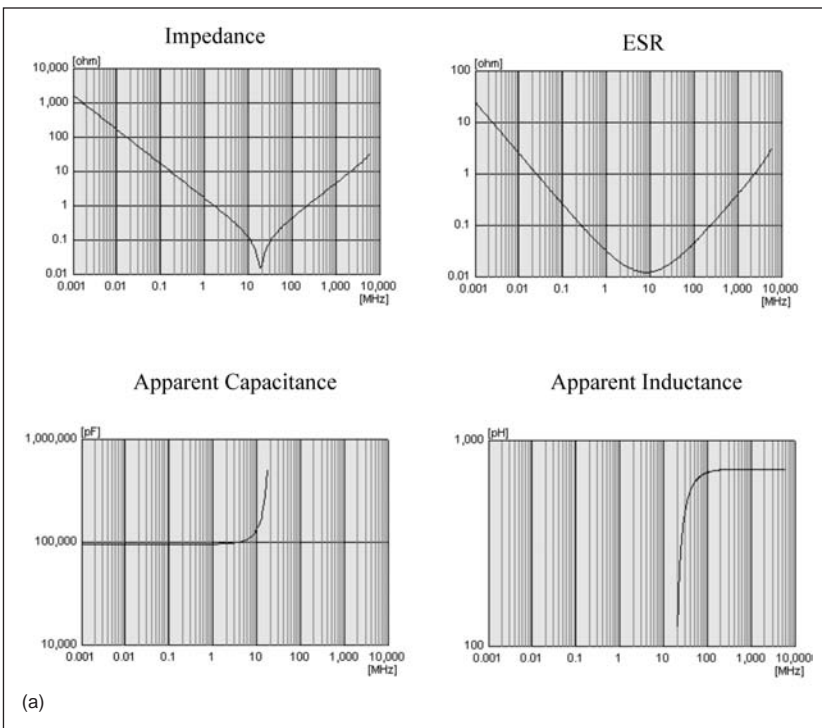 Impedance
[ohm]
10,000
1,000
100
10
1
0.1
0.01
0.001 0.01 0.1 1 10 100 1,000 10,000
[MHz]
ESR
[ohm]
100
10
1
0.1
0.01
0.001 0.01 0.1 1 10 100 1,000 10,000
[MHz]
Apparent Capacitance
[pF]
1,000,000
100,000
10,000
0.001 0.01 0.1 1 10 100 1,000 10,000
[MHz]
Apparent Inductance
[pH]
1,000
100
0.001 0.01 0.1 1 10 100 1,000 10,000
[MHz]
(a)